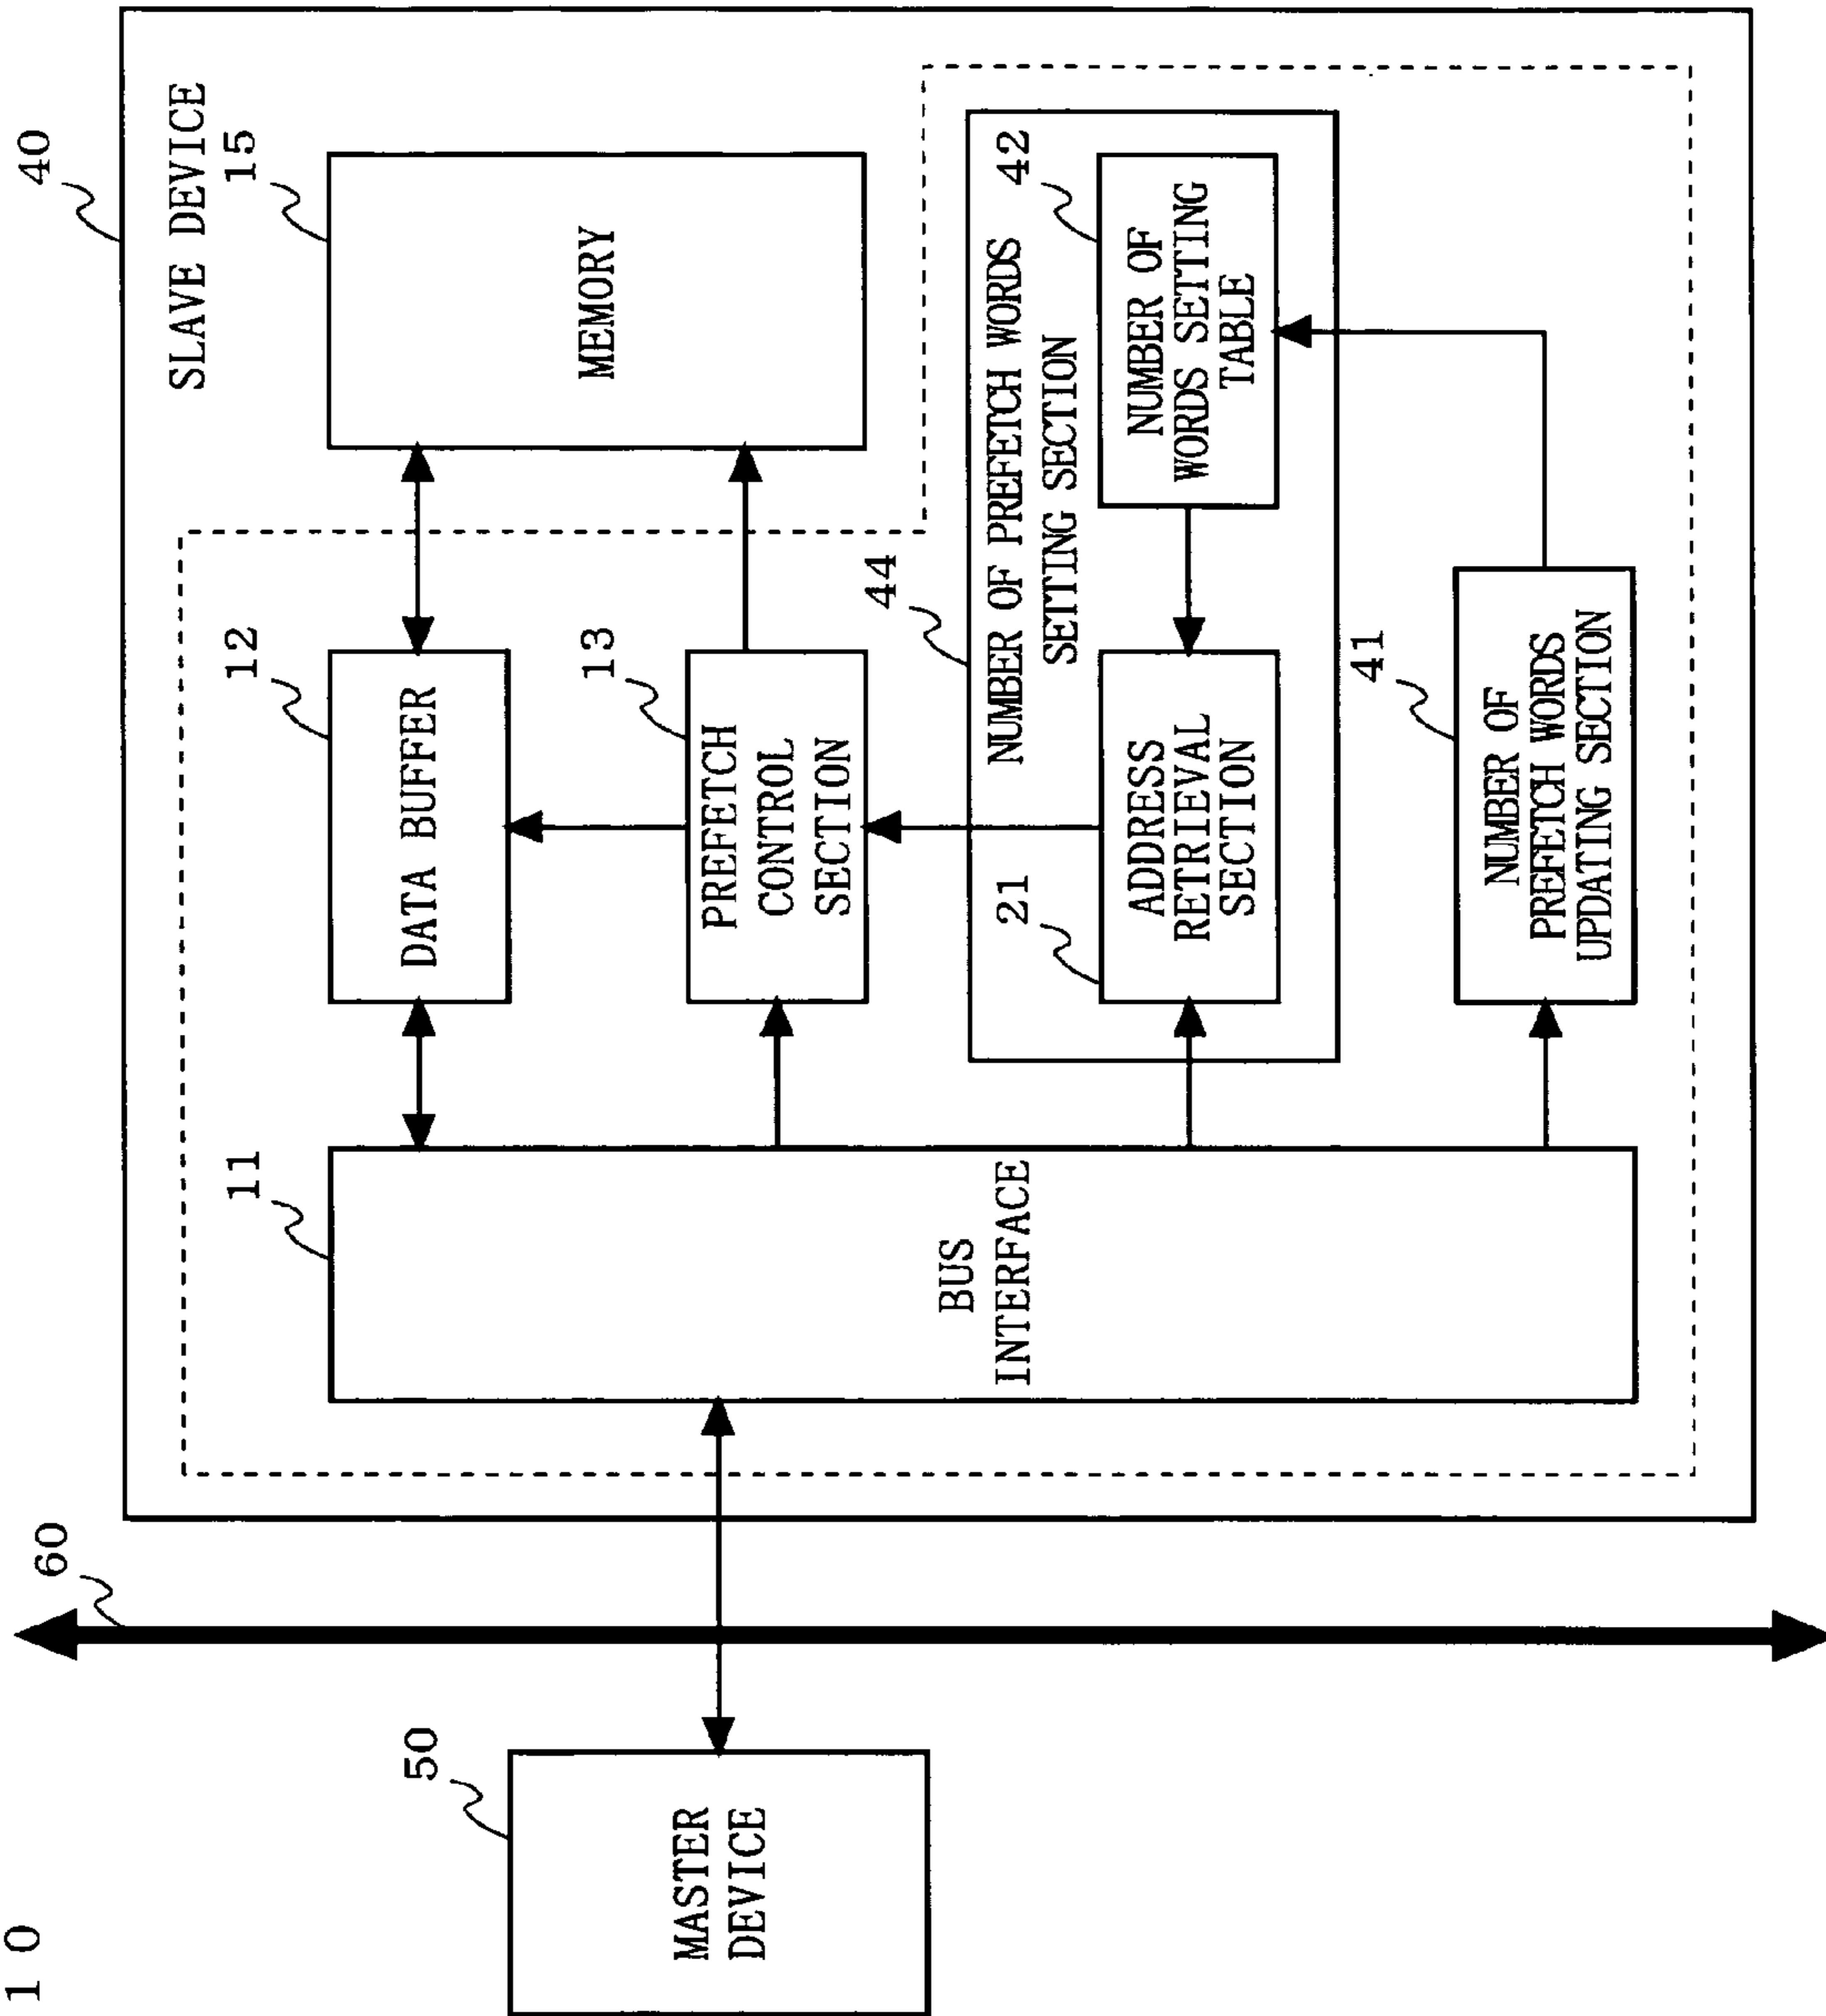 1 0
40
SLAVE DEVICE
60
11
12
15
DATA BUFFER
MEMORY
50
13
PREFETCH
CONTROL
SECTION
MASTER
DEVICE
BUS
INTERFACE
44
NUMBER OF PREFETCH WORDS
SETTING SECTION
21
ADDRESS
RETRIEVAL
SECTION
42
NUMBER OF
WORDS SETTING
TABLE
41
NUMBER OF
PREFETCH WORDS
UPDATING SECTION